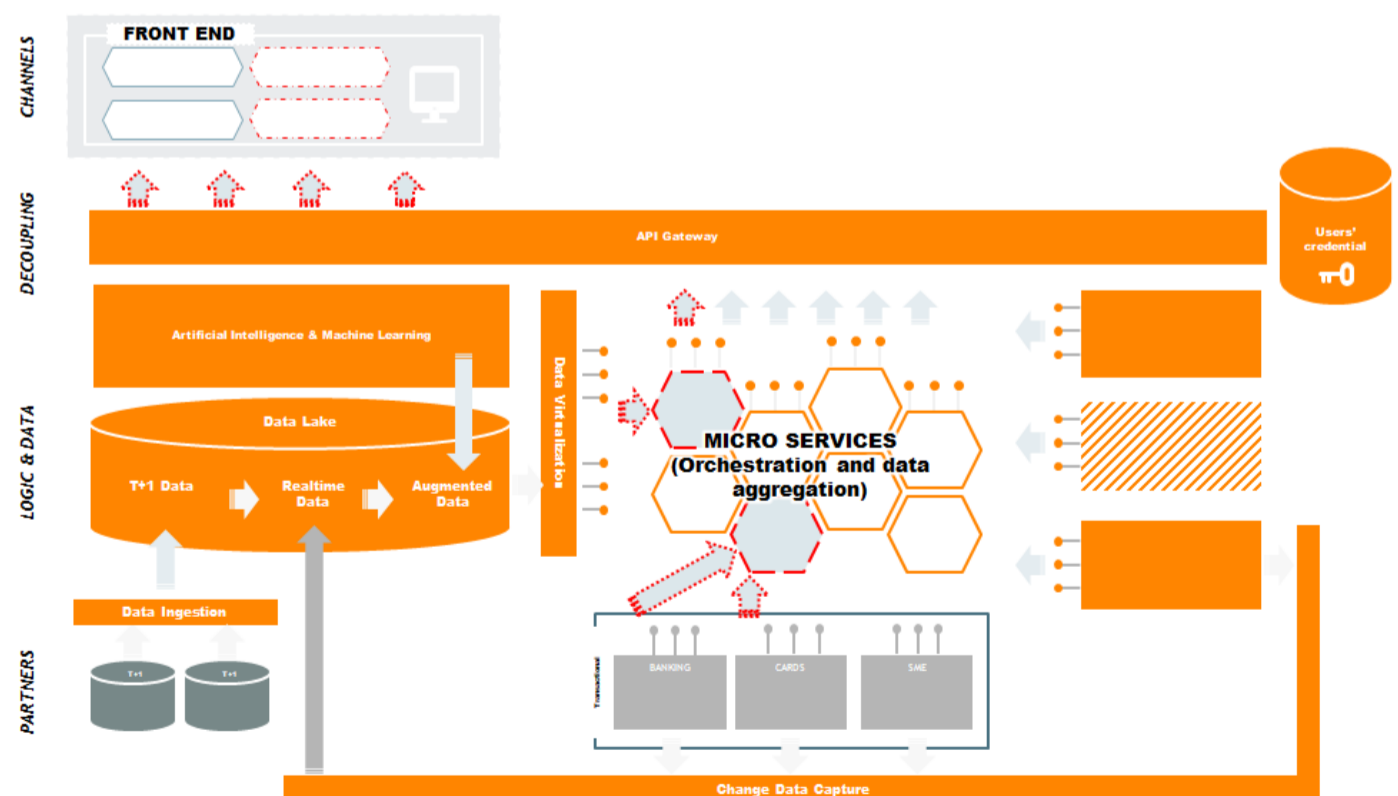 CHANNELS
FRONT END
DECOUPLING
API Gateway
Users'
credential
LOGIC & DATA
Artificial Intelligence & Machine Learning
Data Lake
T+1 Data
Realtime
Data
Augmented
Data
Data Virtualization
MICRO SERVICES
(Orchestration and data
aggregation)
PARTNERS
Data Ingestion
T+1
T+1
Transactional
BANKING
CARDS
SME
Change Data Capture